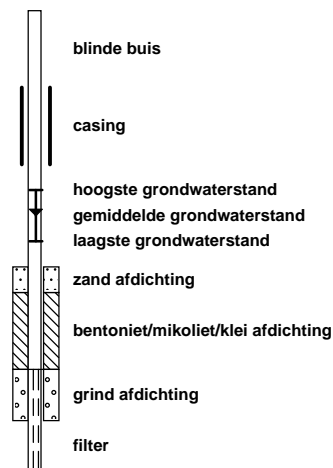 blinde buis
casing
hoogste grondwaterstand
gemiddelde grondwaterstand
laagste grondwaterstand
zand afdichting
bentoniet/mikoliet/klei afdichting
grind afdichting
filter